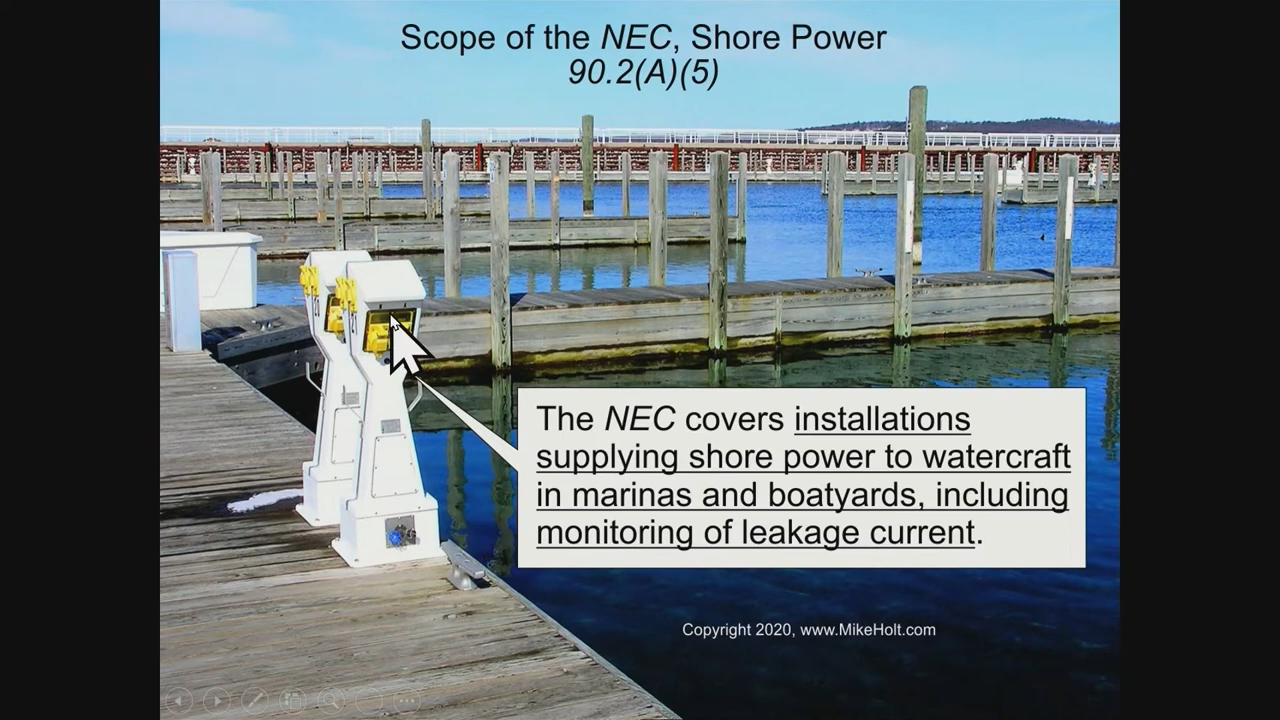 Scope of the NEC, Shore Power
90.2(A)(5)
The NEC covers installations
supplying shore power to watercraft
in marinas and boatyards, including
monitoring of leakage current.
Copyright 2020, www.MikeHolt.com